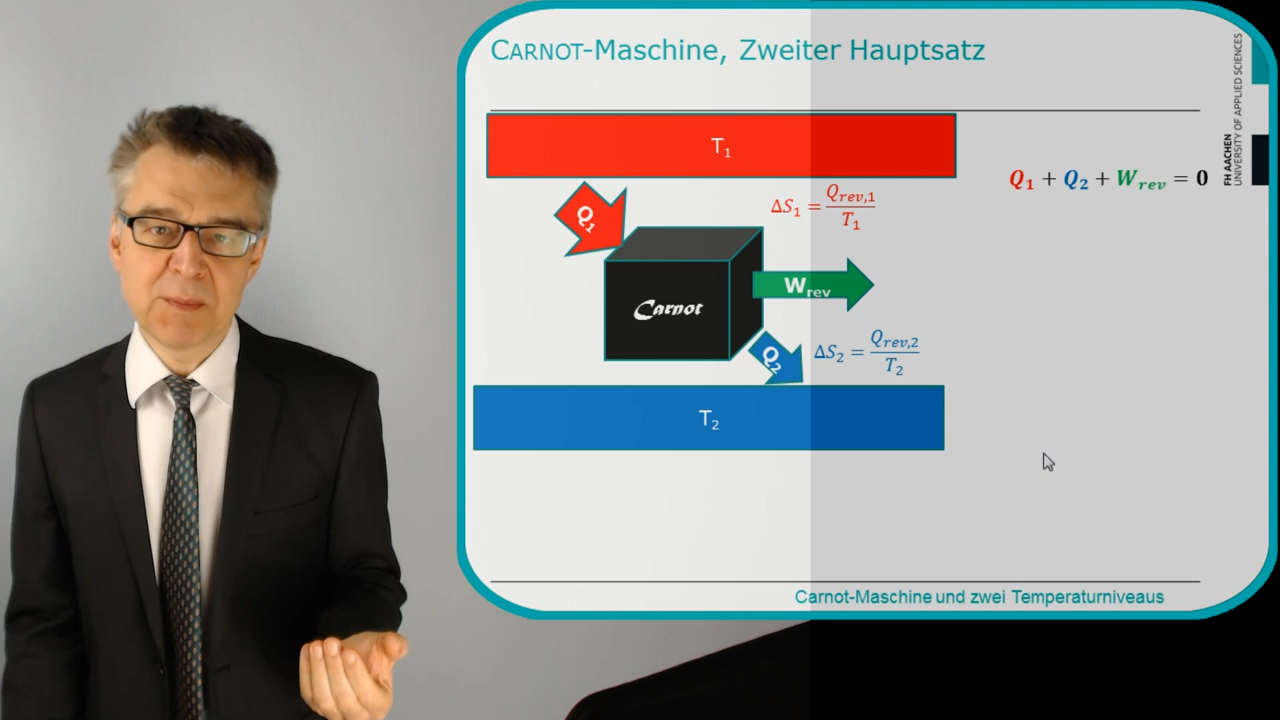 CARNOT-Maschine, Zweiter Hauptsatz
FH AACHEN
UNIVERSITY OF APPLIED SCIENCES
T₁
Q₁ + Q₂ + W_rev = 0
ΔS₁ = Q_rev,1 / T₁
Q₁
Carnot
W_rev
Q₂
ΔS₂ = Q_rev,2 / T₂
T₂
Carnot-Maschine und zwei Temperaturniveaus